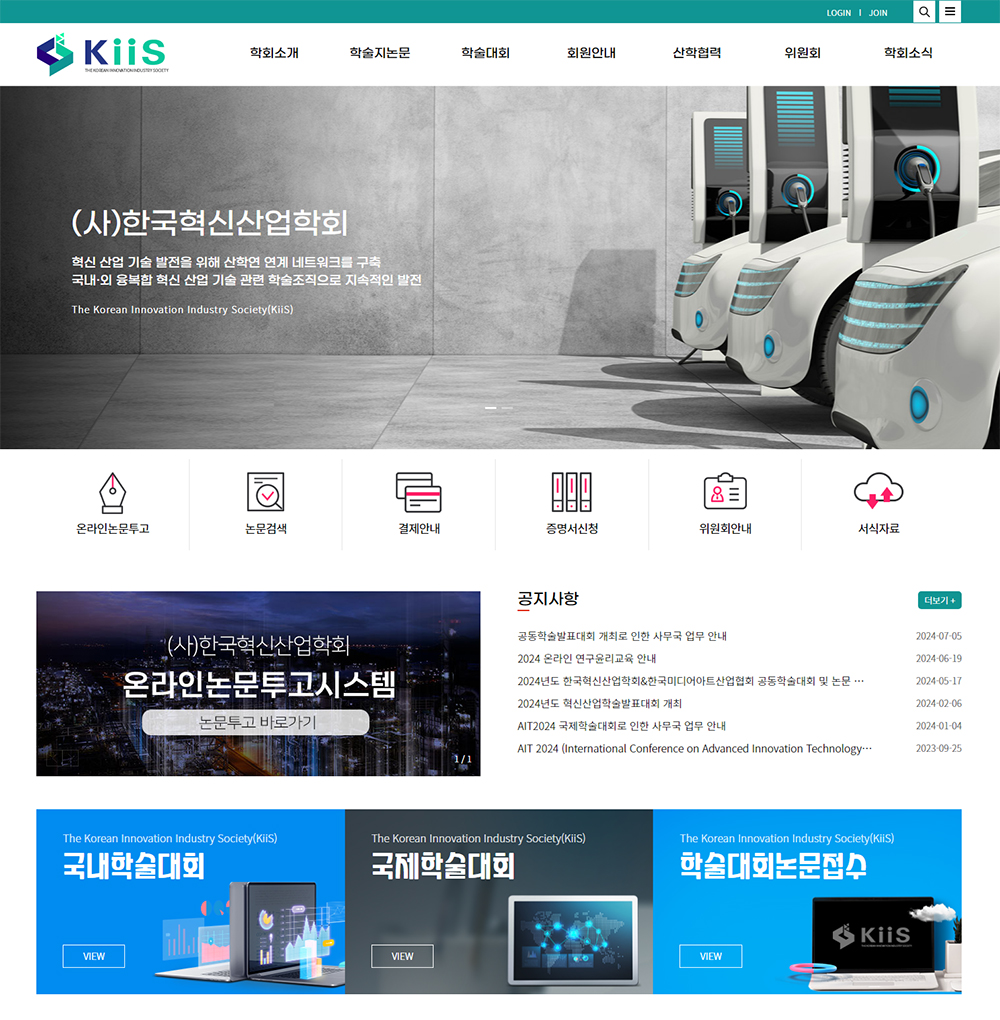 LOGIN | JOIN
KiiS
THE KOREAN INNOVATION INDUSTRY SOCIETY
학회소개 학술지논문 학술대회 회원안내 산학협력 위원회 학회소식
(사)한국혁신산업학회
혁신 산업 기술 발전을 위해 산학연 연계 네트워크를 구축
국내·외 융복합 혁신 산업 기술 관련 학술조직으로 지속적인 발전
The Korean Innovation Industry Society(KiiS)
온라인논문투고 논문검색 결제안내 증명서신청 위원회안내 서식자료
(사)한국혁신산업학회
온라인논문투고시스템
논문투고 바로가기
1 / 1
공지사항 더보기 +
공동학술발표대회 개최로 인한 사무국 업무 안내 2024-07-05
2024 온라인 연구윤리교육 안내 2024-06-19
2024년도 한국혁신산업학회&한국미디어아트산업협회 공동학술대회 및 논문 ··· 2024-05-17
2024년도 혁신산업학술발표대회 개최 2024-02-06
AIT2024 국제학술대회로 인한 사무국 업무 안내 2024-01-04
AIT 2024 (International Conference on Advanced Innovation Technology··· 2023-09-25
The Korean Innovation Industry Society(KiiS)
국내학술대회
VIEW
The Korean Innovation Industry Society(KiiS)
국제학술대회
VIEW
The Korean Innovation Industry Society(KiiS)
학술대회논문접수
VIEW
KiiS